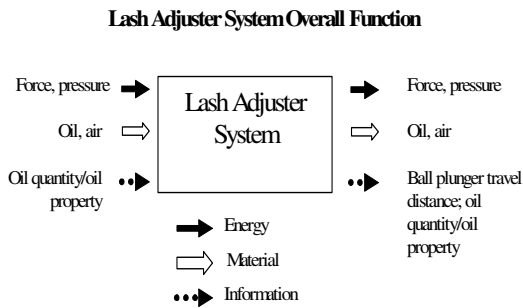 Lash Adjuster System Overall Function
Force, pressure
Oil, air
Oil quantity/oil
property
Lash Adjuster
System
Force, pressure
Oil, air
Ball plunger travel
distance; oil
quantity/oil
property
Energy
Material
Information